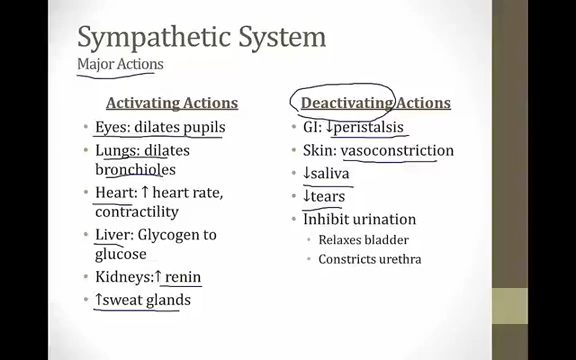 Sympathetic System
Major Actions
Activating Actions
• Eyes: dilates pupils
• Lungs: dilates
bronchioles
• Heart: ↑ heart rate,
contractility
• Liver: Glycogen to
glucose
• Kidneys:↑ renin
• ↑sweat glands
Deactivating Actions
• GI: ↓peristalsis
• Skin: vasoconstriction
• ↓saliva
• ↓tears
• Inhibit urination
• Relaxes bladder
• Constricts urethra